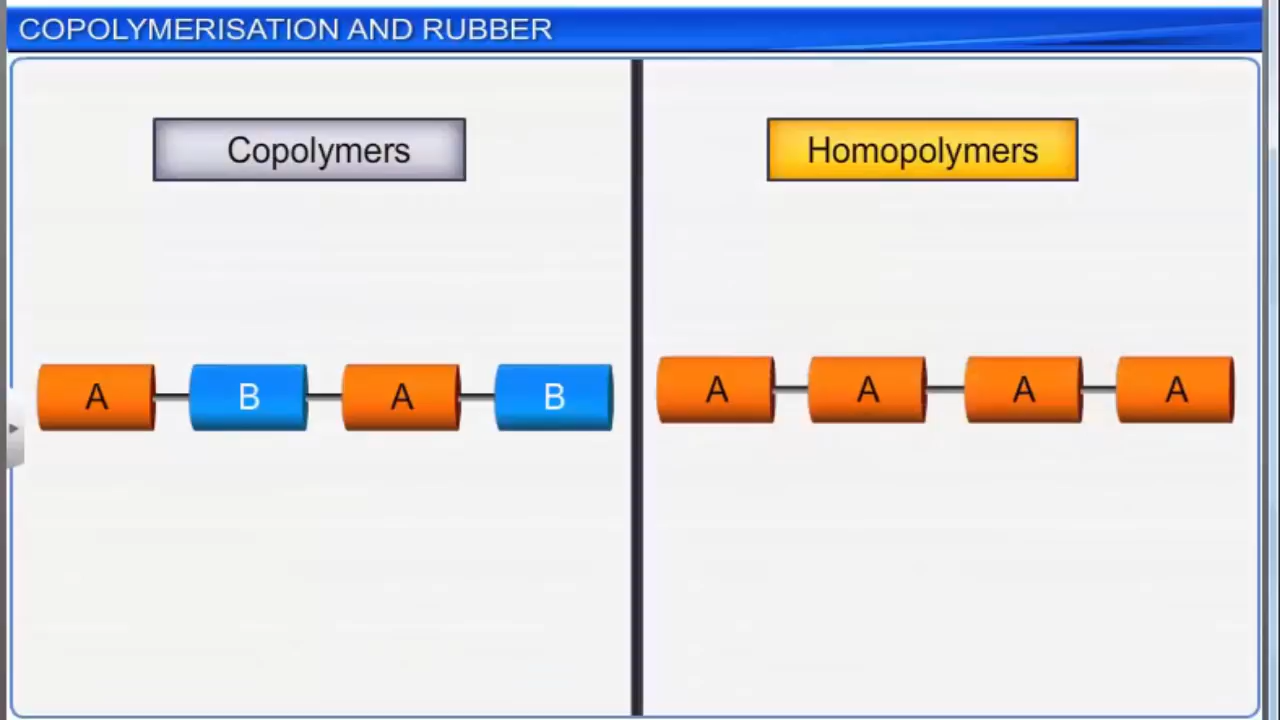 COPOLYMERISATION AND RUBBER
Copolymers
Homopolymers
A B A B
A A A A